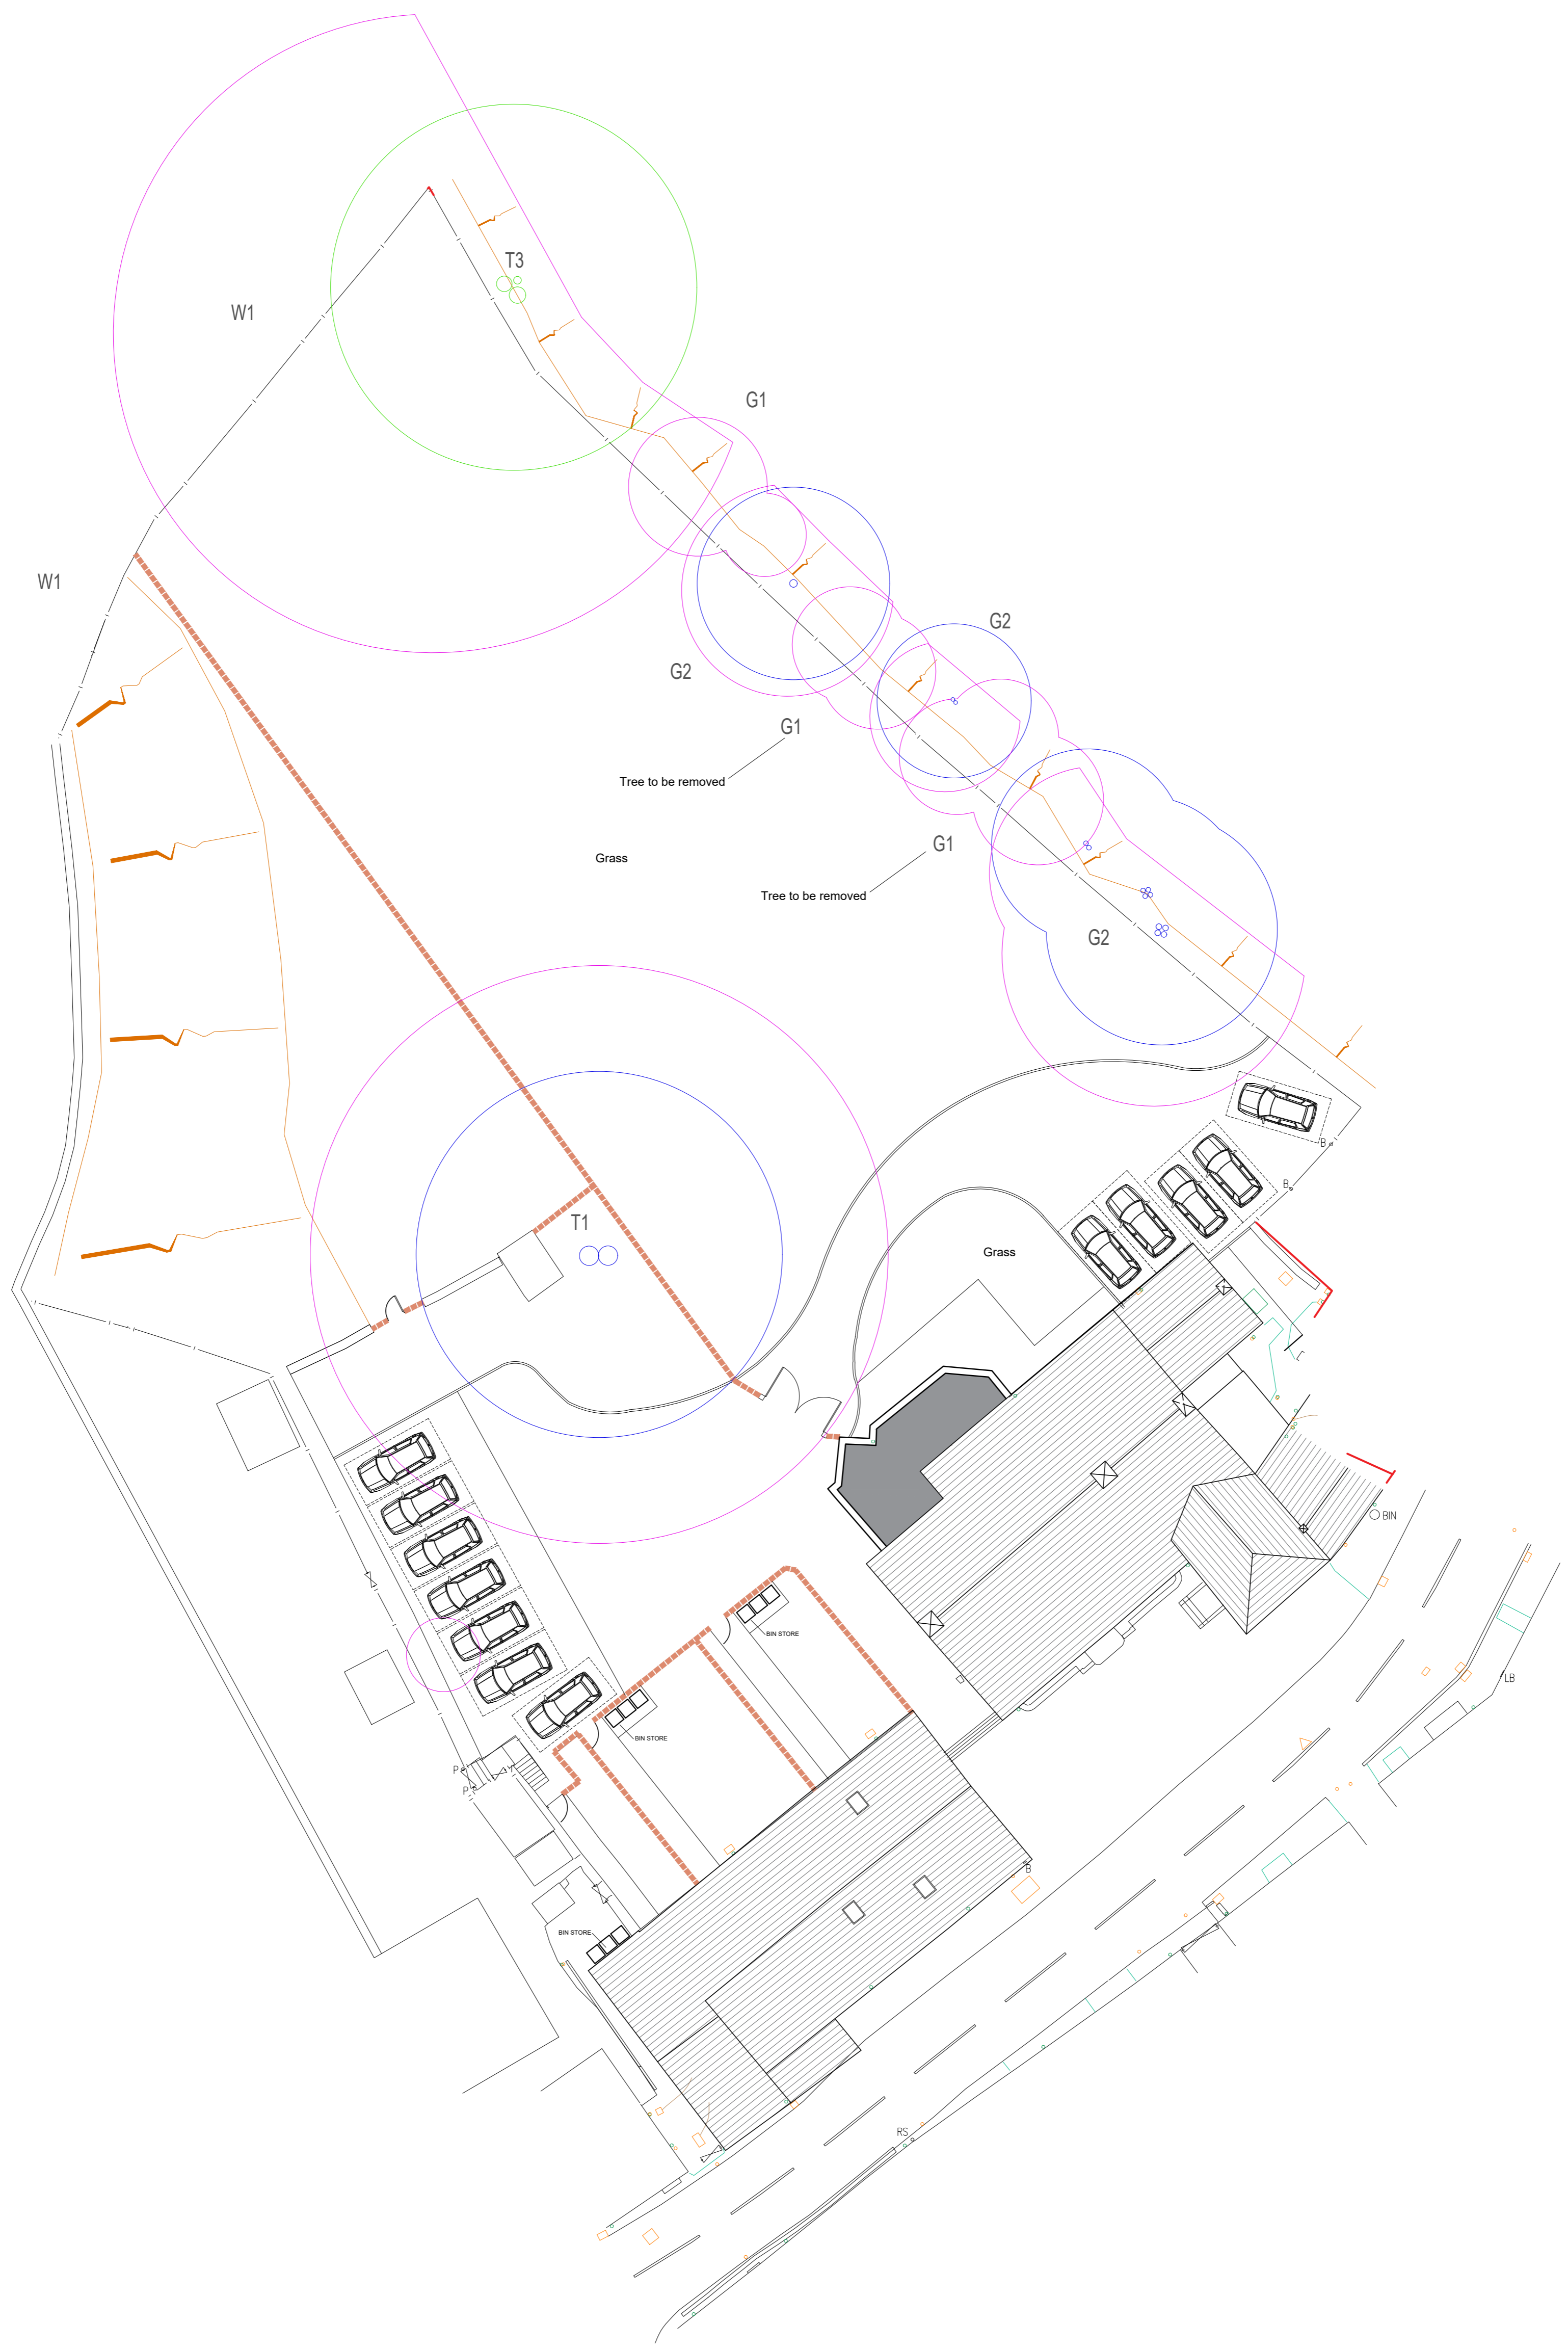 T3
W1
G1
W1
G2
G2
G1
Tree to be removed
G1
Grass
Tree to be removed
G2
B
B
T1
Grass
BIN
BIN STORE
LB
BIN STORE
P
P
B
BIN STORE
RS